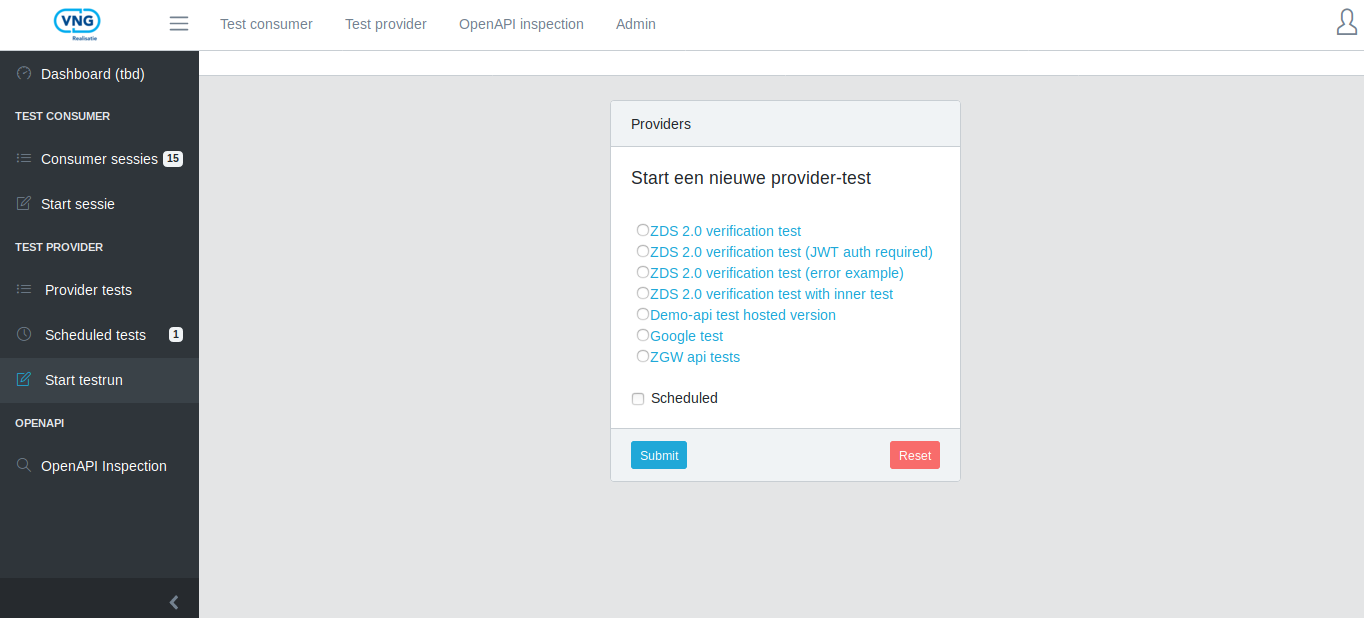 VNG
Realisatie
Test consumer
Test provider
OpenAPI inspection
Admin
Dashboard (tbd)
TEST CONSUMER
Consumer sessies 15
Start sessie
TEST PROVIDER
Provider tests
Scheduled tests 1
Start testrun
OPENAPI
OpenAPI Inspection
Providers
Start een nieuwe provider-test
ZDS 2.0 verification test
ZDS 2.0 verification test (JWT auth required)
ZDS 2.0 verification test (error example)
ZDS 2.0 verification test with inner test
Demo-api test hosted version
Google test
ZGW api tests
Scheduled
Submit
Reset